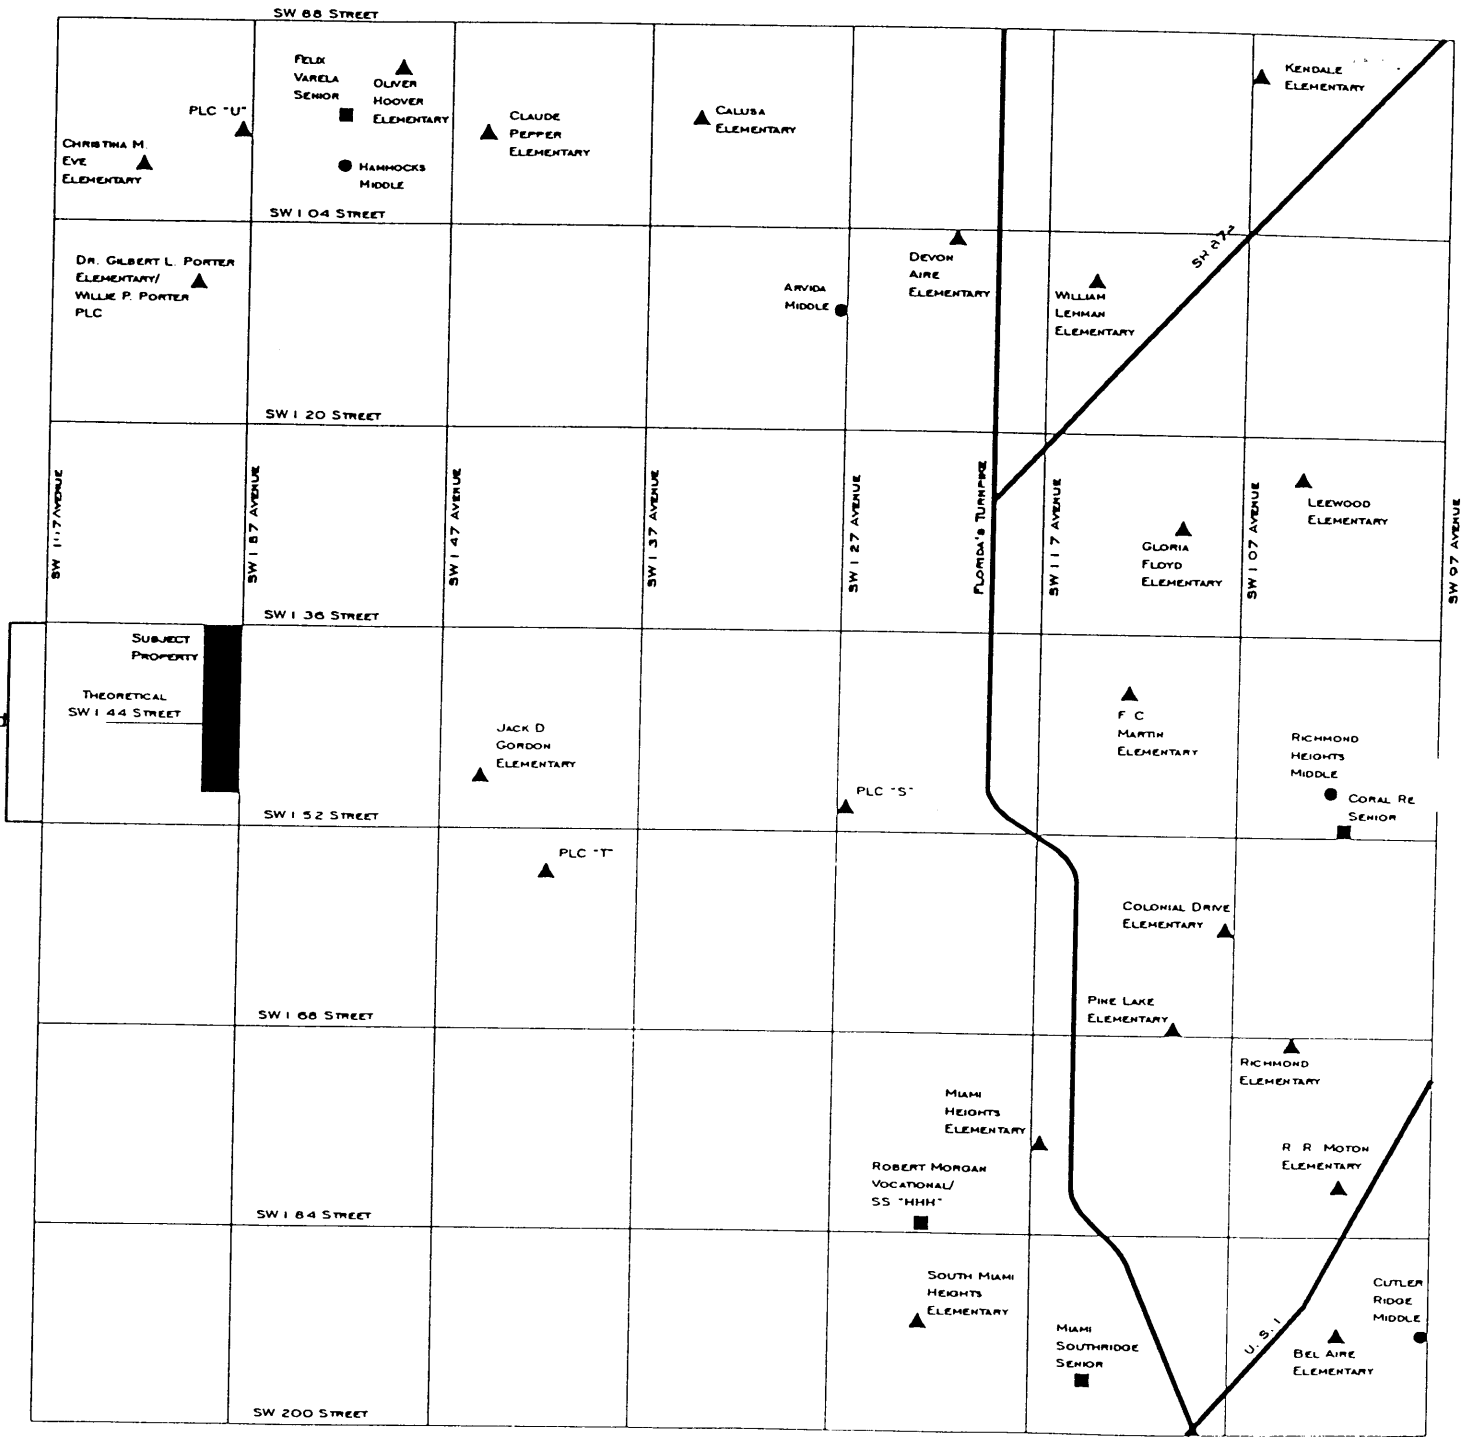 SW 88 STREET
FELIX
VARELA
SENIOR
OLIVER
HOOVER
ELEMENTARY
KENDALE
ELEMENTARY
PLC "U"
CLAUDE
PEPPER
ELEMENTARY
CALUSA
ELEMENTARY
CHRISTINA M.
EVE
ELEMENTARY
HAMMOCKS
MIDDLE
SW 104 STREET
DR. GILBERT L. PORTER
ELEMENTARY/
WILLIE P. PORTER
PLC
ARVIDA
MIDDLE
DEVON
AIRE
ELEMENTARY
WILLIAM
LEHMAN
ELEMENTARY
SW 120 STREET
AVENUE
SW 157 AVENUE
SW 147 AVENUE
SW 137 AVENUE
SW 127 AVENUE
FLORIDA'S TURNPIKE
SW 117 AVENUE
SW 107 AVENUE
SW 97 AVENUE
LEEWOOD
ELEMENTARY
GLORIA
FLOYD
ELEMENTARY
SW 136 STREET
SUBJECT
PROPERTY
THEORETICAL
SW 144 STREET
JACK D
GORDON
ELEMENTARY
F C
MARTIN
ELEMENTARY
RICHMOND
HEIGHTS
MIDDLE
CORAL RE
SENIOR
PLC "S"
SW 152 STREET
PLC "T"
COLONIAL DRIVE
ELEMENTARY
PINE LAKE
ELEMENTARY
SW 168 STREET
RICHMOND
ELEMENTARY
MIAMI
HEIGHTS
ELEMENTARY
R R MOTON
ELEMENTARY
ROBERT MORGAN
VOCATIONAL/
SS "HHH"
SW 184 STREET
SOUTH MIAMI
HEIGHTS
ELEMENTARY
CUTLER
RIDGE
MIDDLE
MIAMI
SOUTHRIDGE
SENIOR
U. S. 1
BEL AIRE
ELEMENTARY
SW 200 STREET